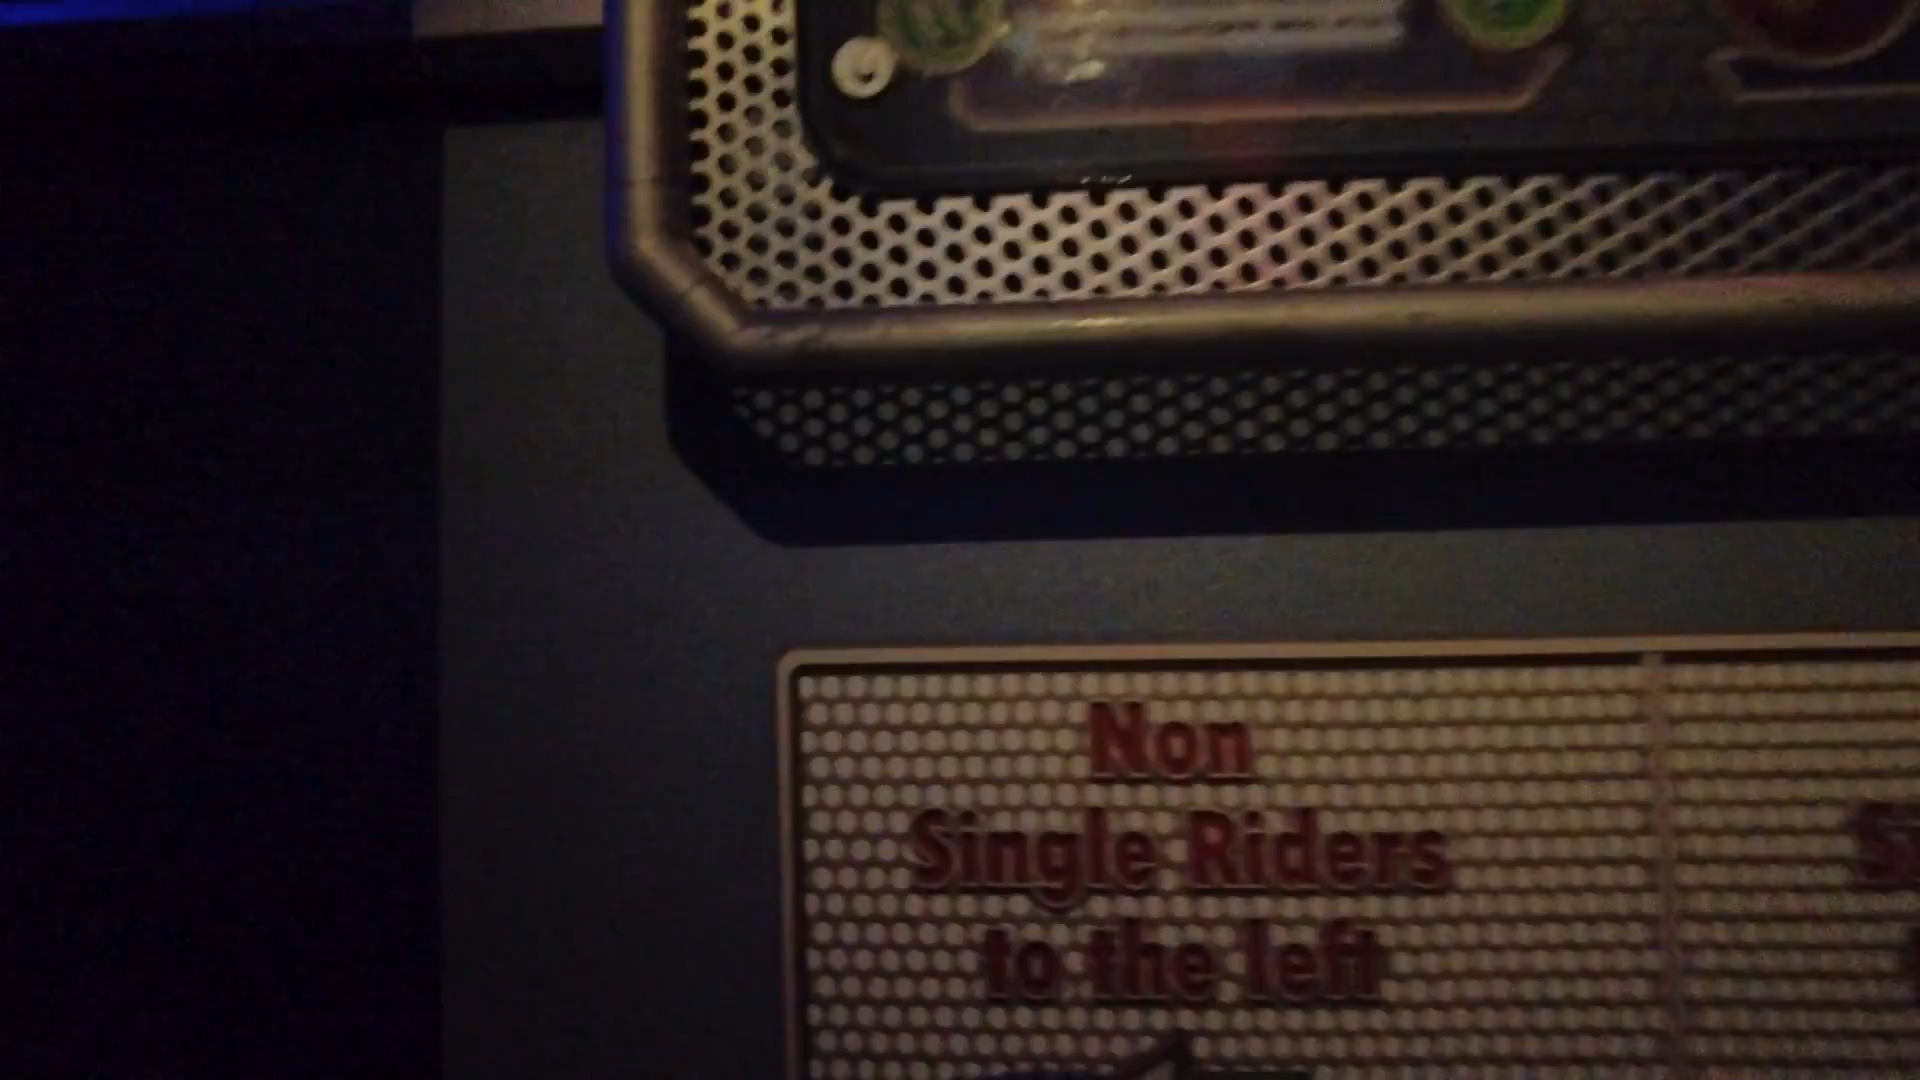 Non
Single Riders
to the left